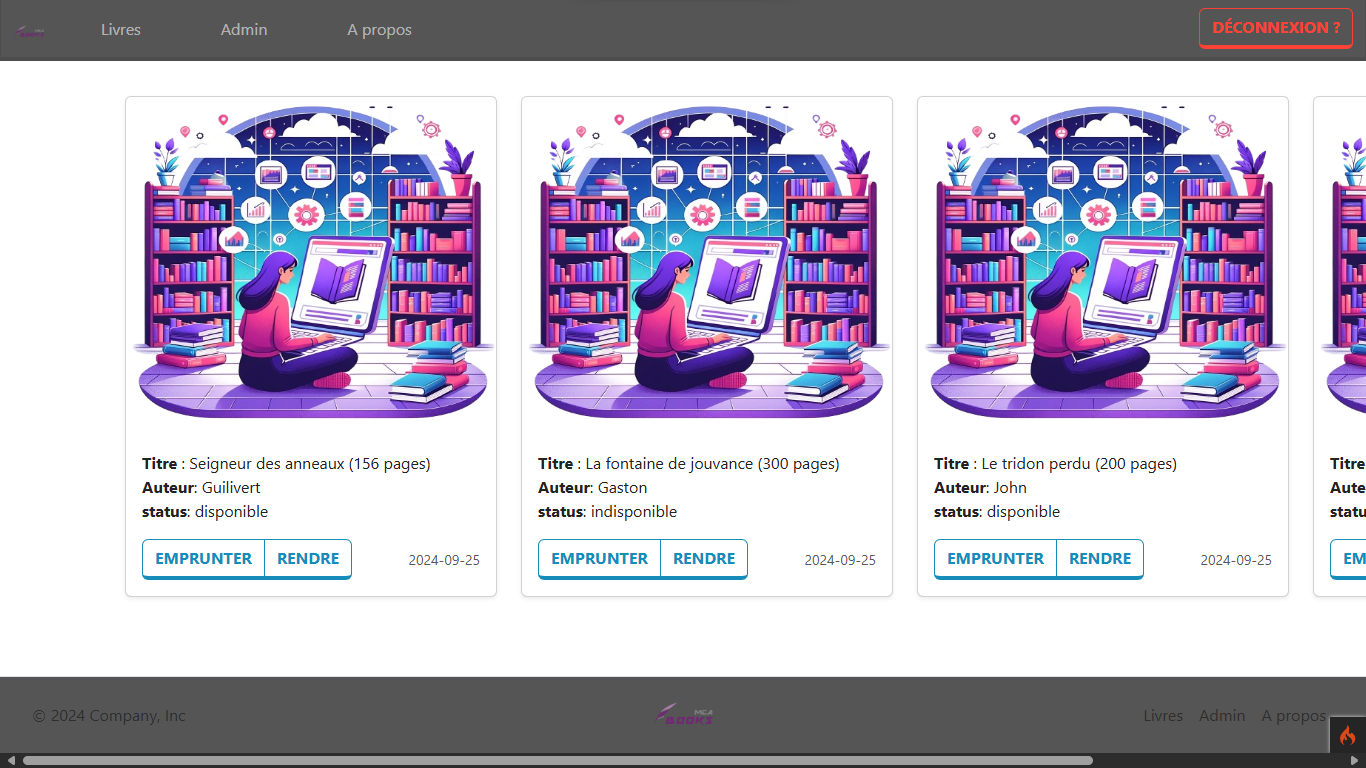 Livres
Admin
A propos
DÉCONNEXION ?
Titre : Seigneur des anneaux (156 pages)
Auteur: Guilivert
status: disponible
EMPRUNTER RENDRE 2024-09-25
Titre : La fontaine de jouvance (300 pages)
Auteur: Gaston
status: indisponible
EMPRUNTER RENDRE 2024-09-25
Titre : Le tridon perdu (200 pages)
Auteur: John
status: disponible
EMPRUNTER RENDRE 2024-09-25
Titre
Aute
statu
EM
© 2024 Company, Inc
MCA
BOOKS
Livres Admin A propos